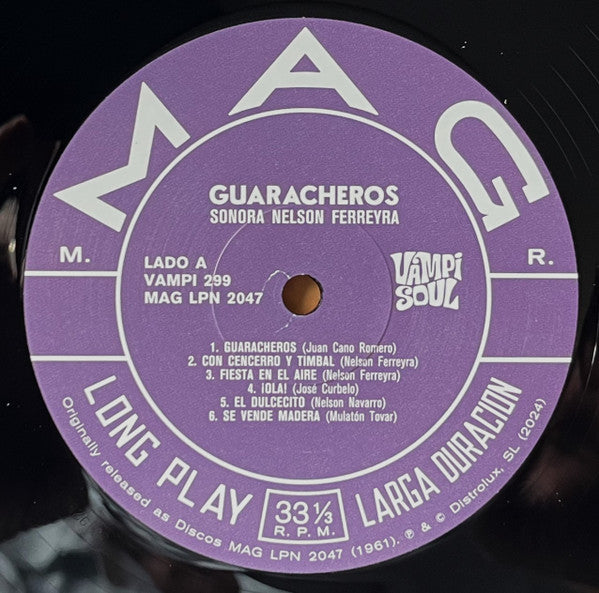 MAG
GUARACHEROS
SONORA NELSON FERREYRA
M. R.
LADO A
VAMPI 299
MAG LPN 2047
VAMPI
SOUL
1. GUARACHEROS (Juan Cano Romero)
2. CON CENCERRO Y TIMBAL (Nelson Ferreyra)
3. FIESTA EN EL AIRE (Nelson Ferreyra)
4. ¡OLA! (José Curbelo)
5. EL DULCECITO (Nelson Navarro)
6. SE VENDE MADERA (Mulatón Tovar)
LONG PLAY
33 1/3
R.P.M.
LARGA DURACION
Originally released as Discos MAG LPN 2047 (1961). ℗ & © Distrolux, SL (2024)